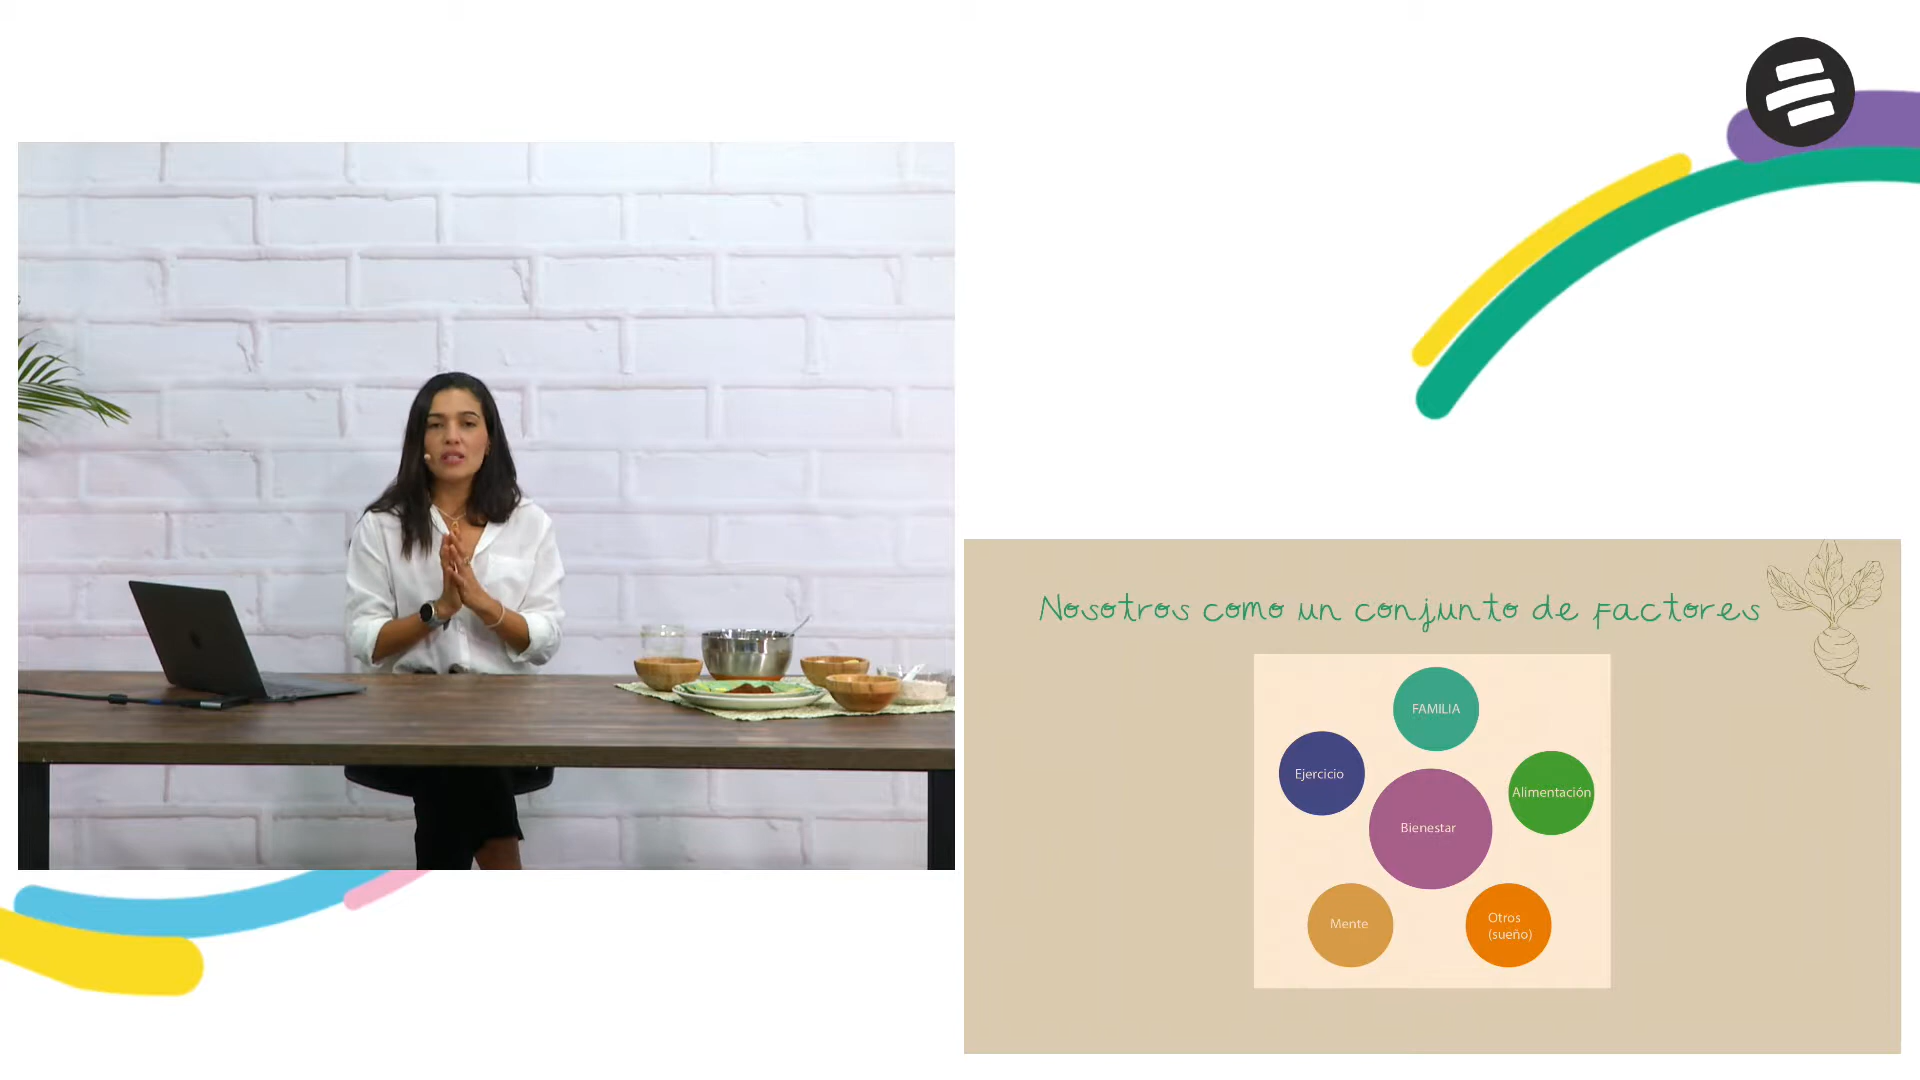 Nosotros como un conjunto de factores
FAMILIA
Ejercicio
Alimentación
Bienestar
Mente
Otros
(sueño)